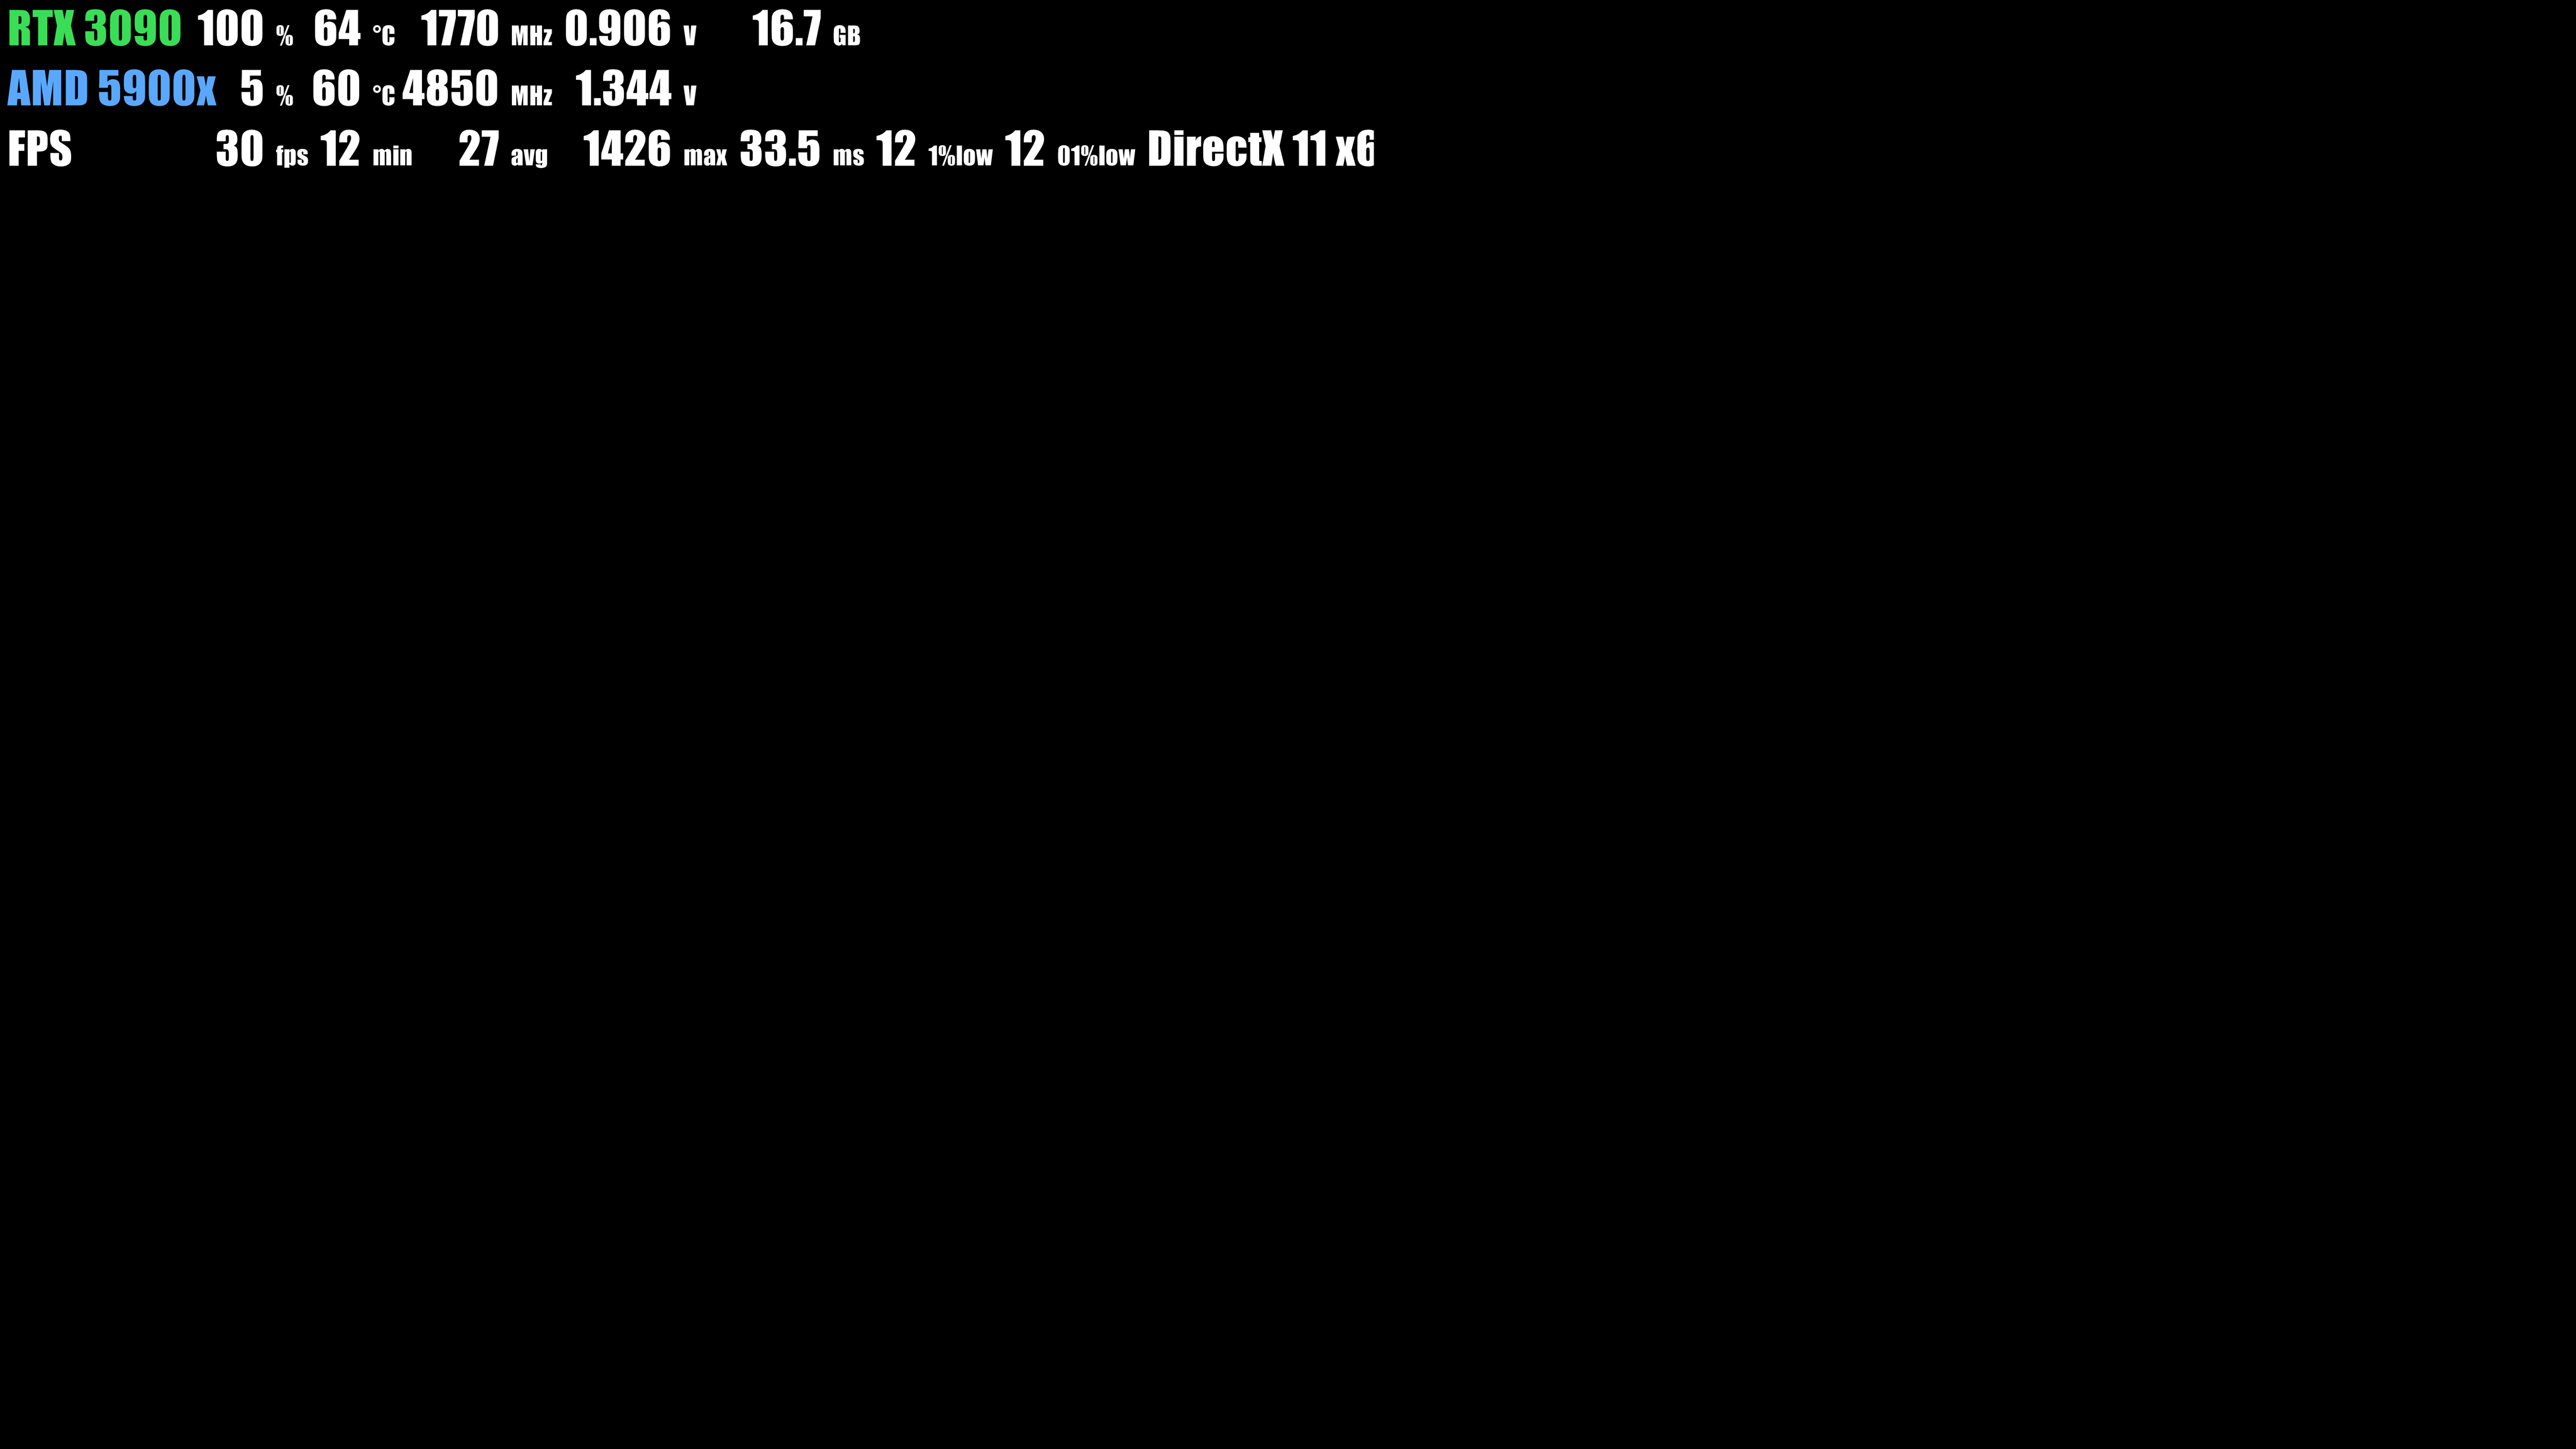 RTX 3090 100 % 64 °C 1770 MHz 0.906 V 16.7 GB
AMD 5900x 5 % 60 °C 4850 MHz 1.344 V
FPS 30 fps 12 min 27 avg 1426 max 33.5 ms 12 1%low 12 01%low DirectX 11 x6